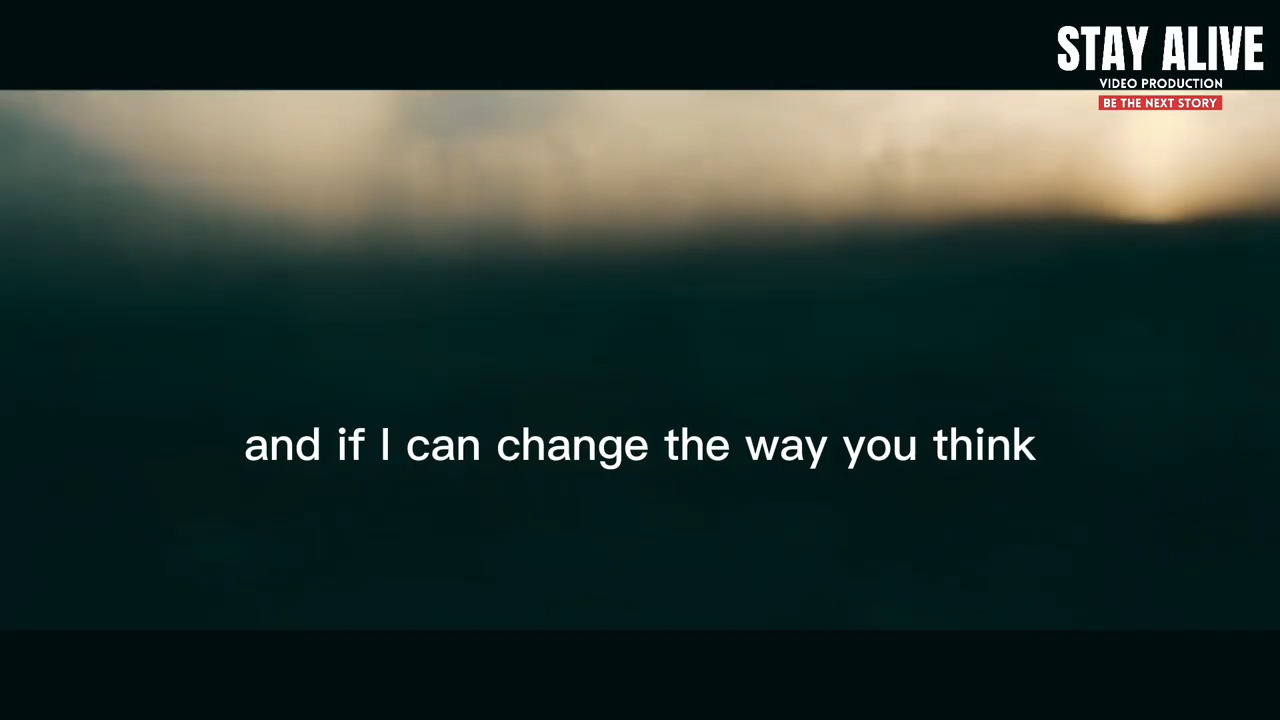 STAY ALIVE
VIDEO PRODUCTION
BE THE NEXT STORY
and if I can change the way you think